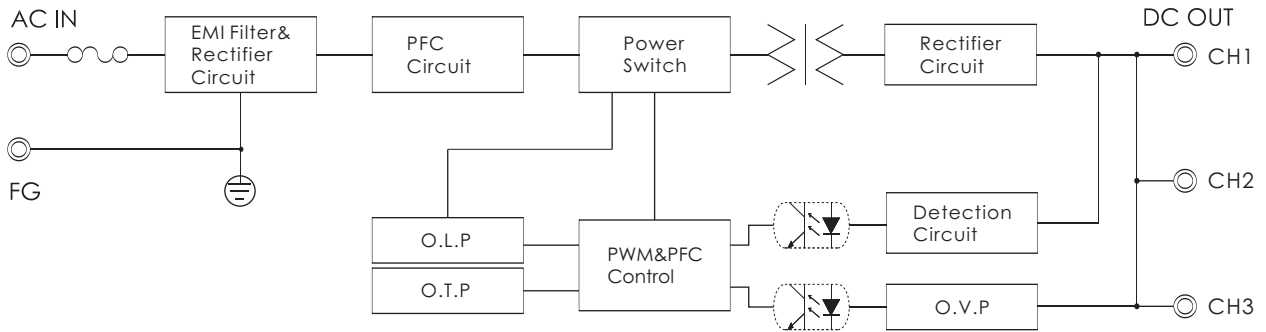 AC IN
EMI Filter&
Rectifier
Circuit
PFC
Circuit
Power
Switch
Rectifier
Circuit
DC OUT
CH1
FG
CH2
O.L.P
O.T.P
PWM&PFC
Control
Detection
Circuit
O.V.P
CH3